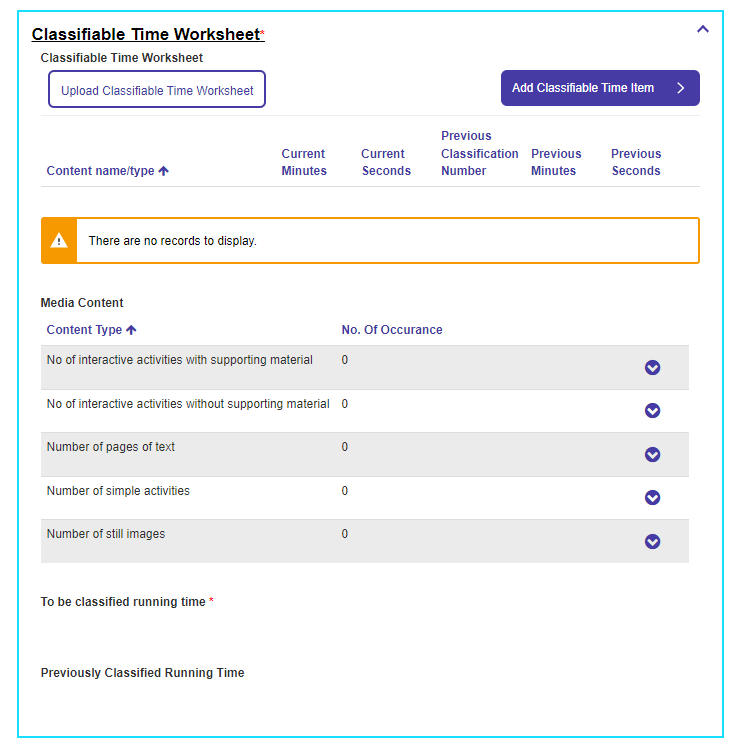 Classifiable Time Worksheet*
Classifiable Time Worksheet
Upload Classifiable Time Worksheet
Add Classifiable Time Item
Content name/type
Current Minutes
Current Seconds
Previous Classification Number
Previous Minutes
Previous Seconds
There are no records to display.
Media Content
Content Type No. Of Occurance
No of interactive activities with supporting material 0
No of interactive activities without supporting material 0
Number of pages of text 0
Number of simple activities 0
Number of still images 0
To be classified running time *
Previously Classified Running Time